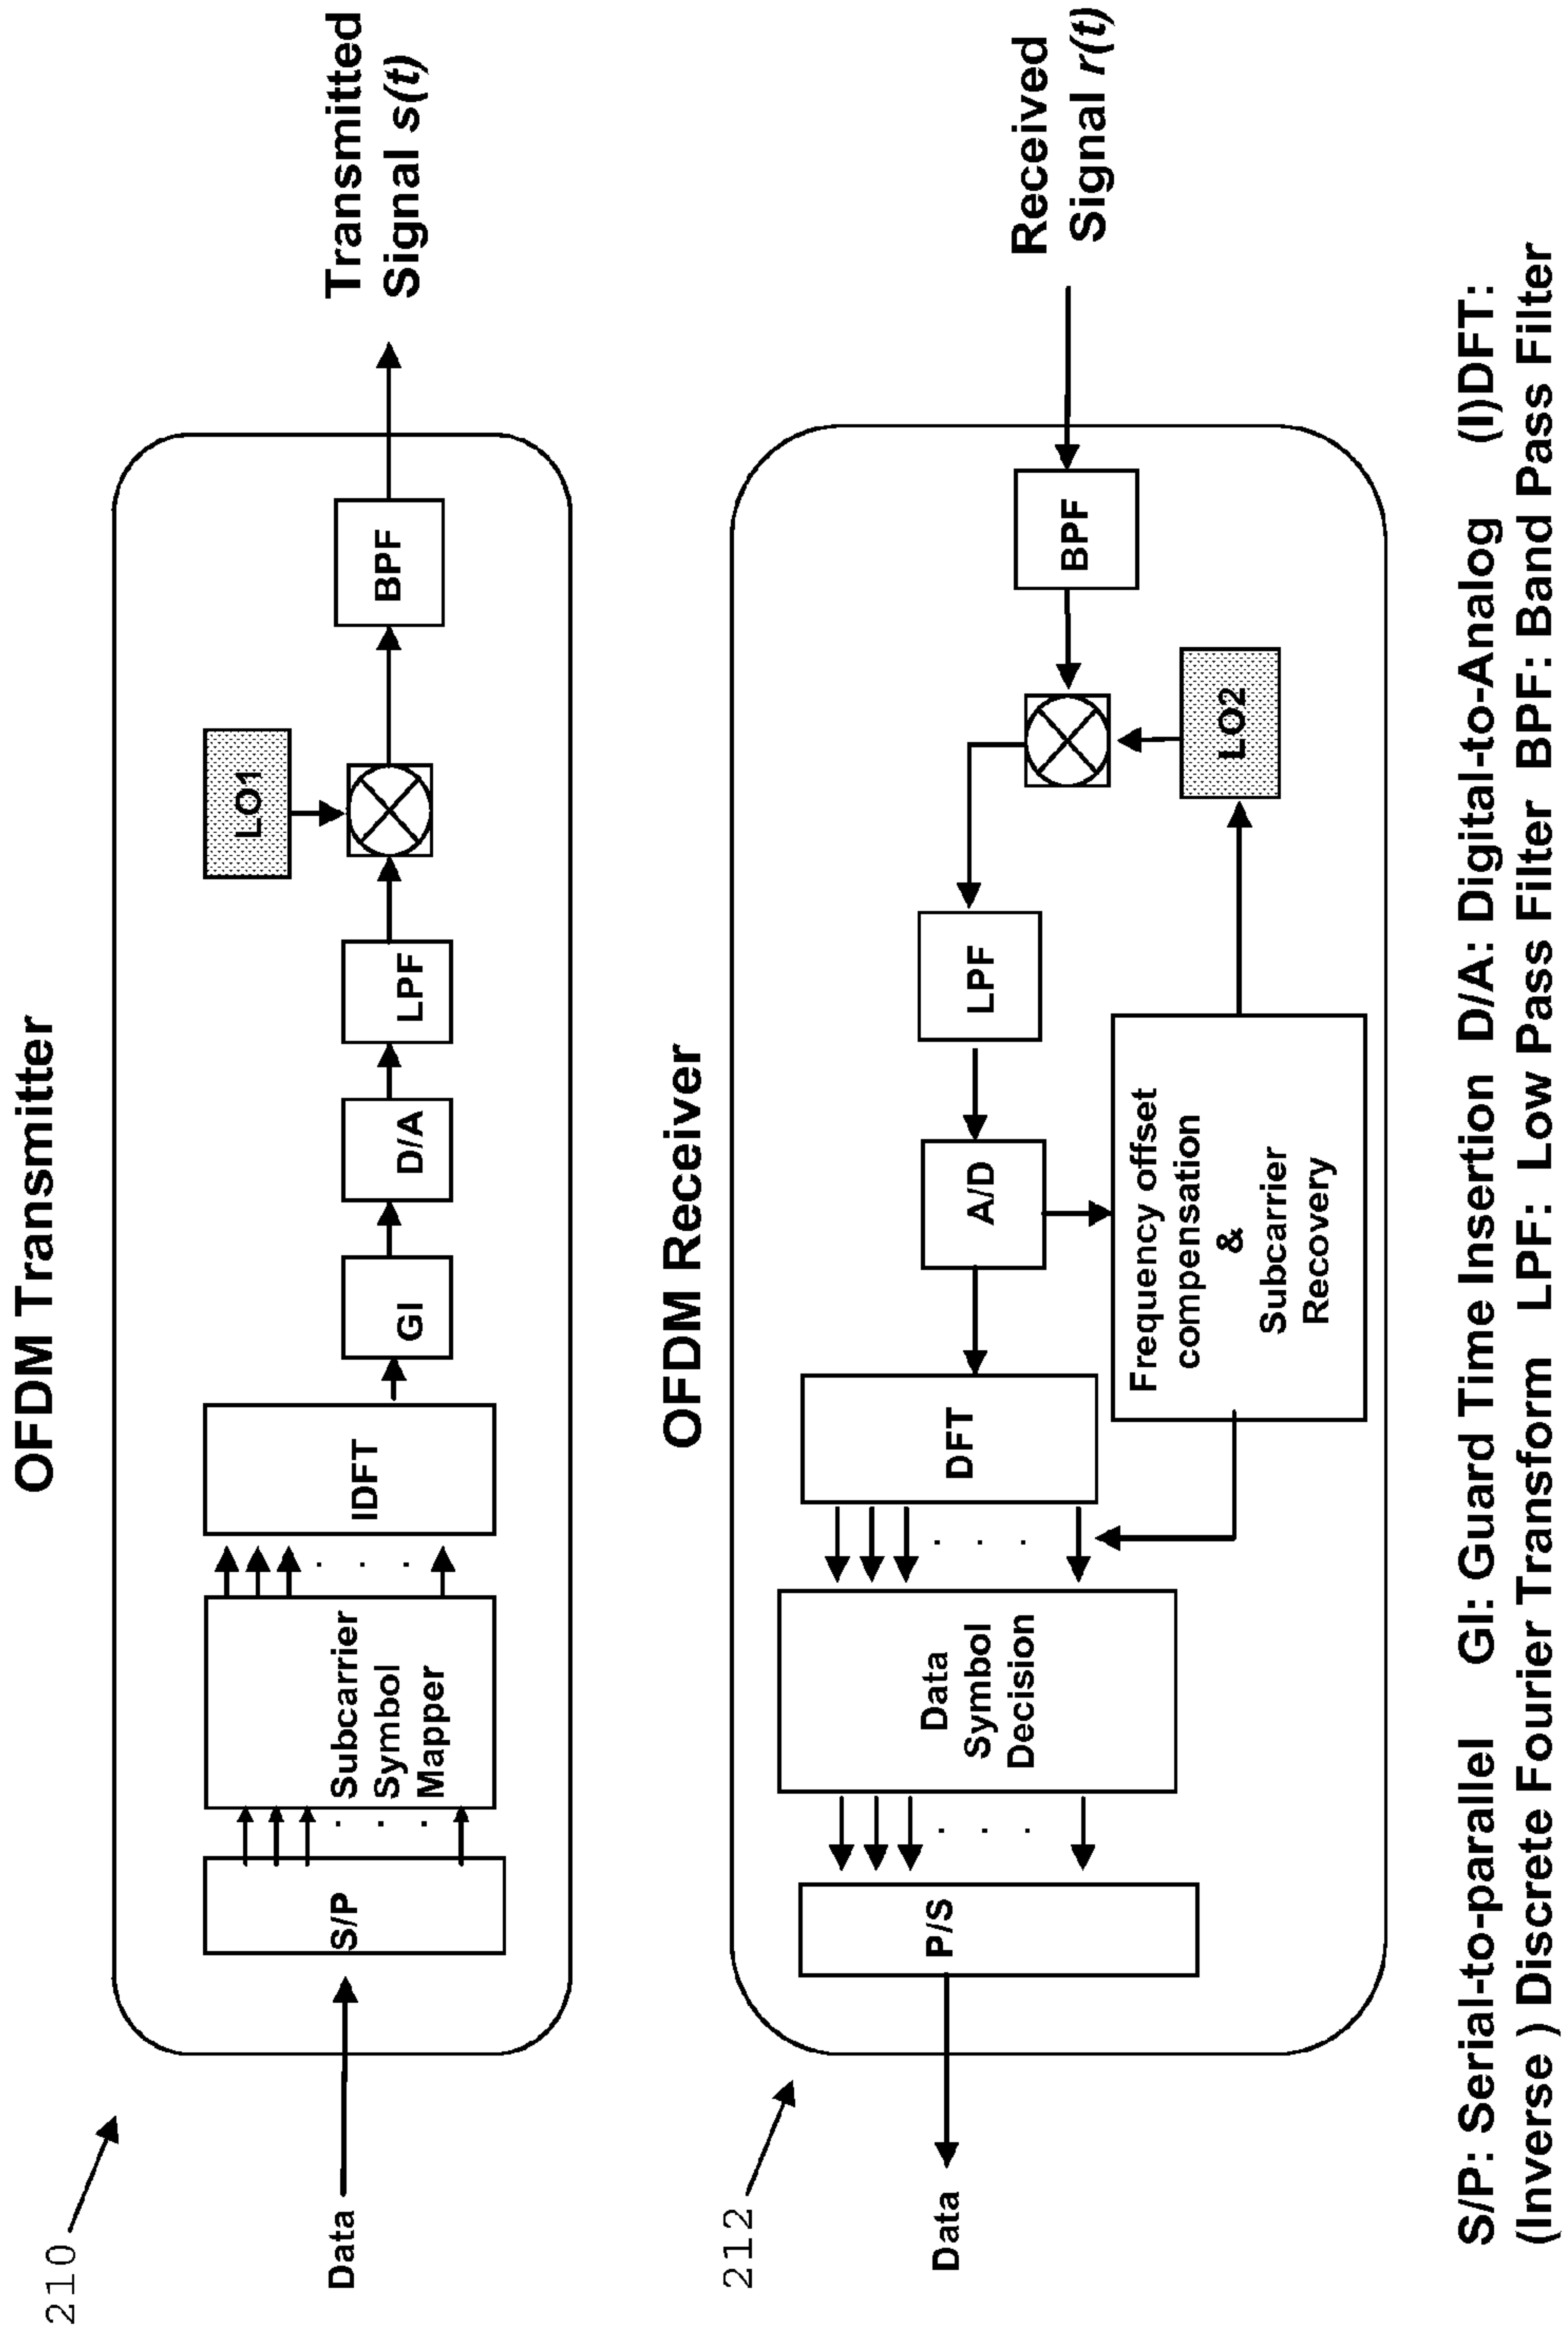 OFDM Transmitter
210
Data
S/P
Subcarrier
Symbol
Mapper
IDFT
GI
D/A
LPF
LO1
BPF
Transmitted
Signal s(t)
OFDM Receiver
212
Data
P/S
Data
Symbol
Decision
DFT
A/D
LPF
BPF
LO2
Frequency offset
compensation
&
Subcarrier
Recovery
Received
Signal r(t)
S/P: Serial-to-parallel GI: Guard Time Insertion D/A: Digital-to-Analog (I)DFT:
(Inverse ) Discrete Fourier Transform LPF: Low Pass Filter BPF: Band Pass Filter